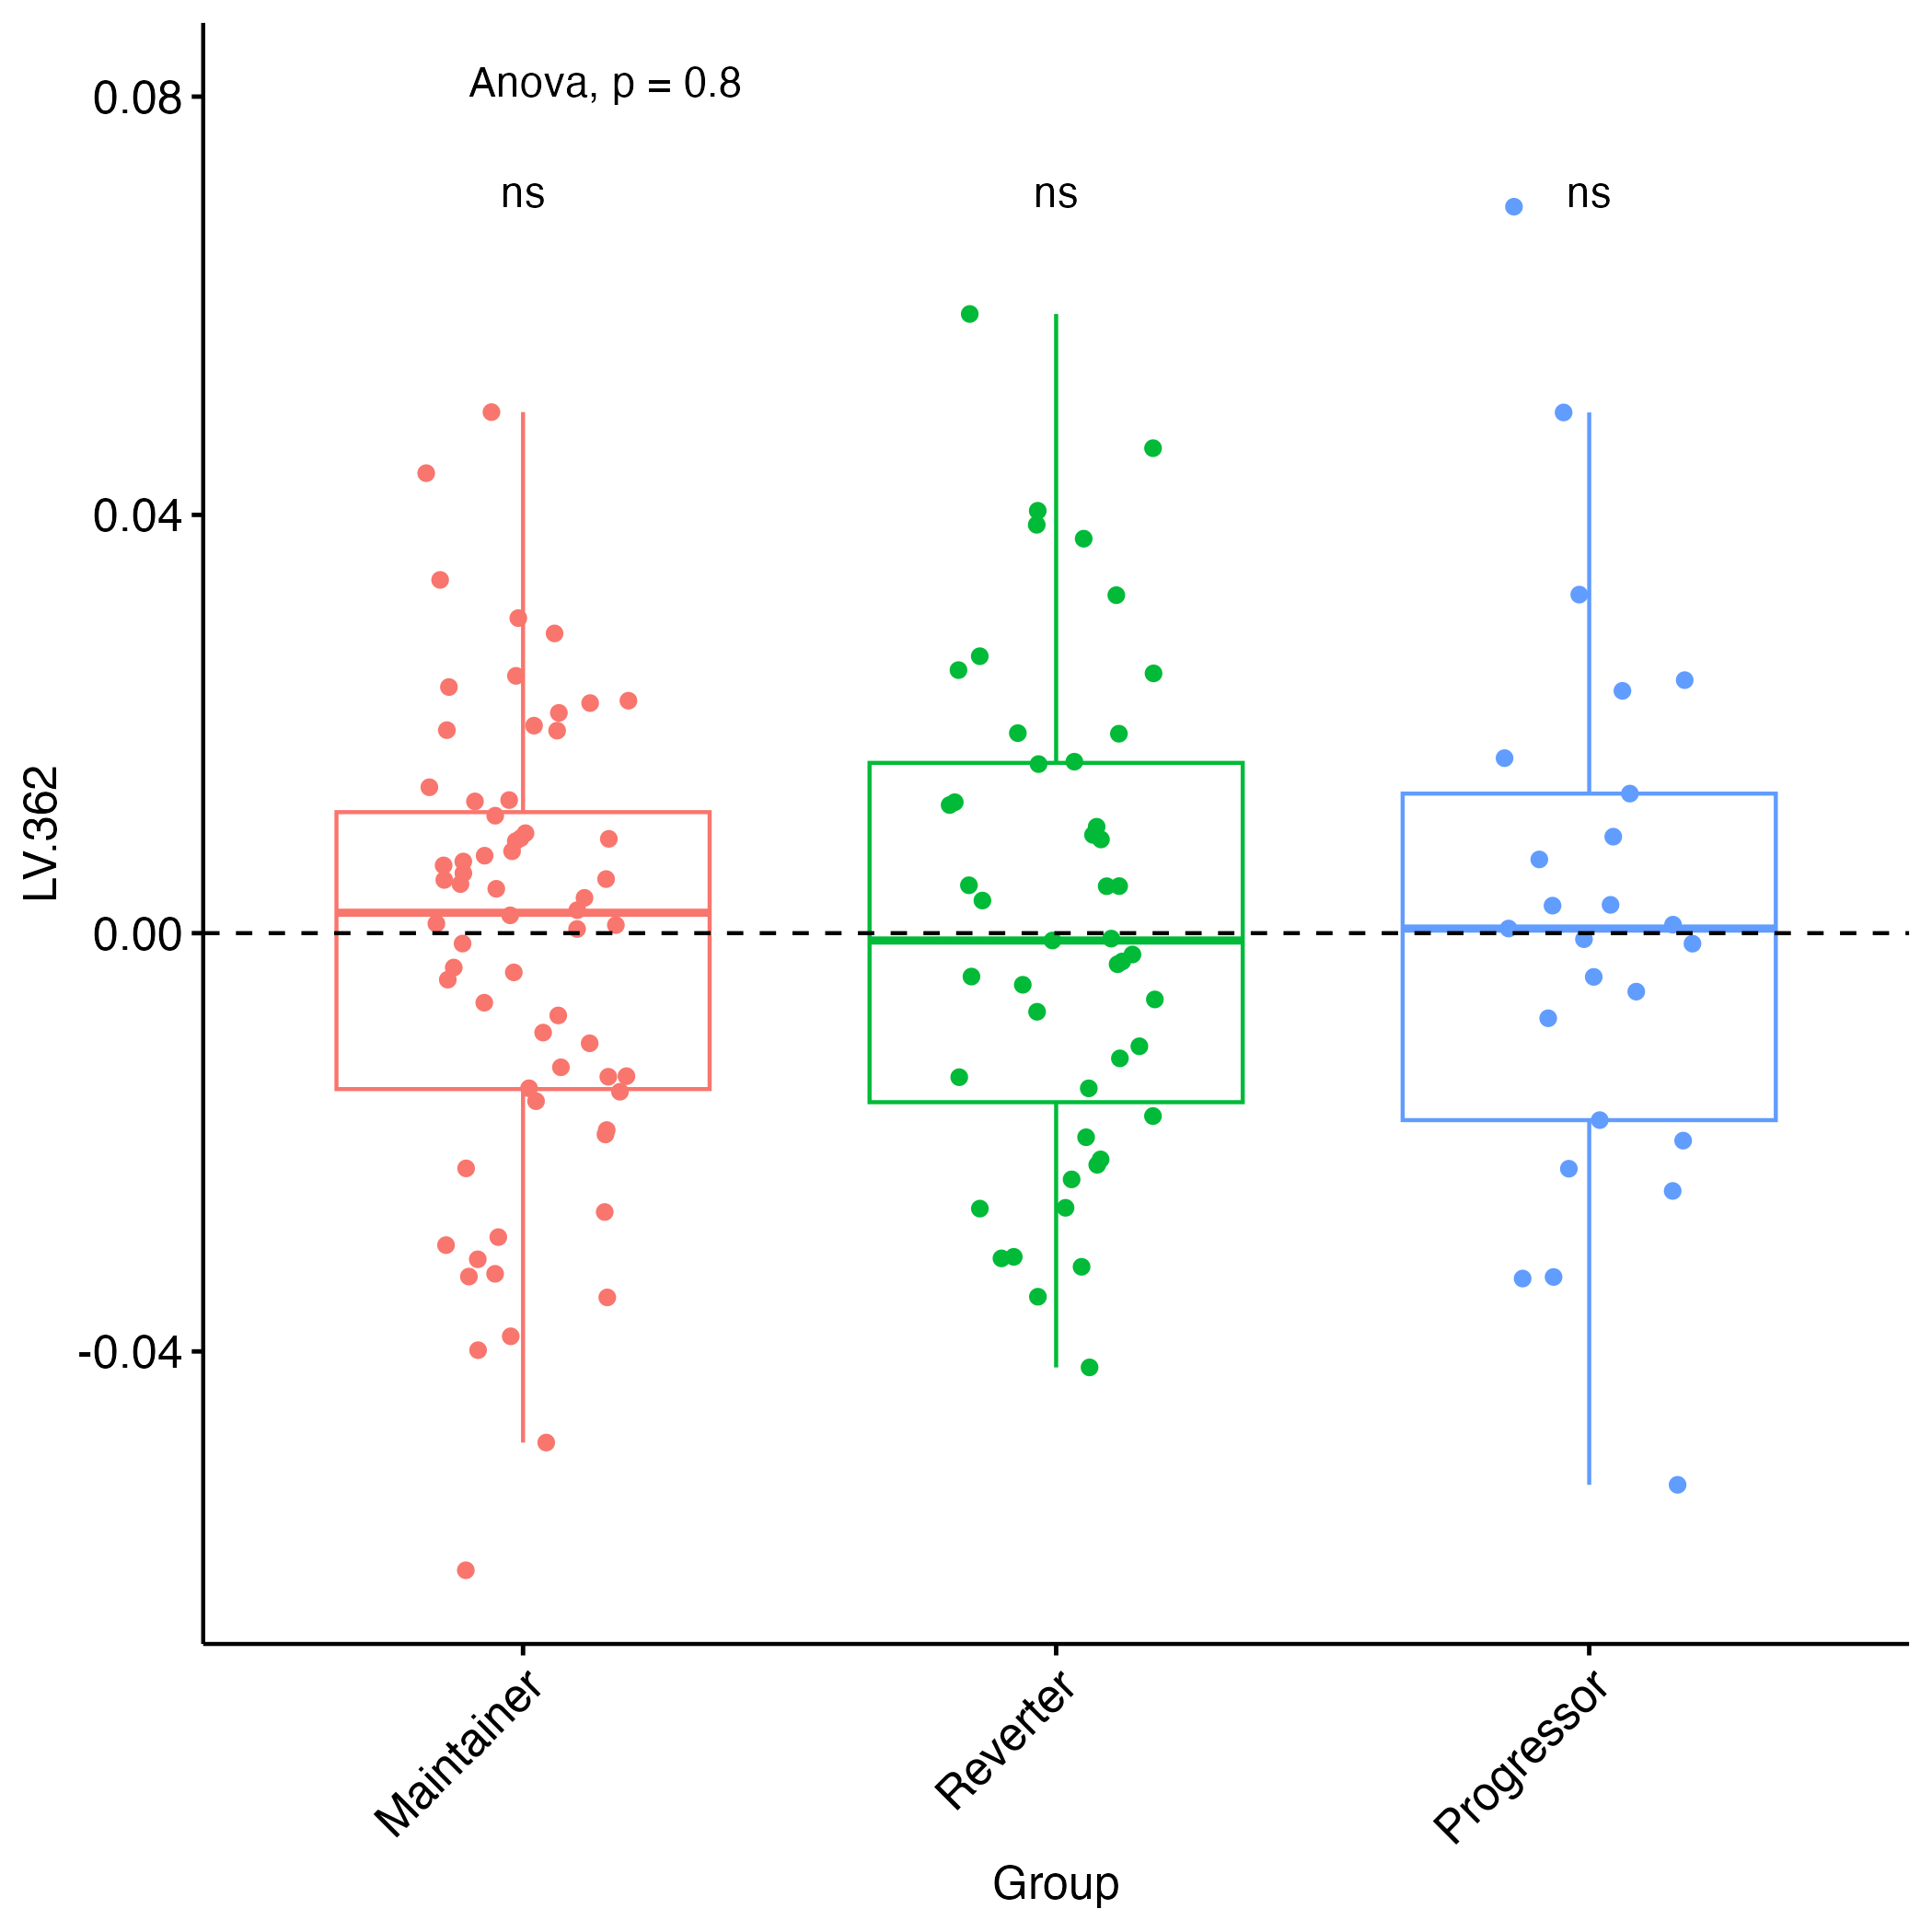 Anova, p = 0.8
ns ns ns
0.08
0.04
0.00
-0.04
LV.362
Maintainer Reverter Progressor
Group